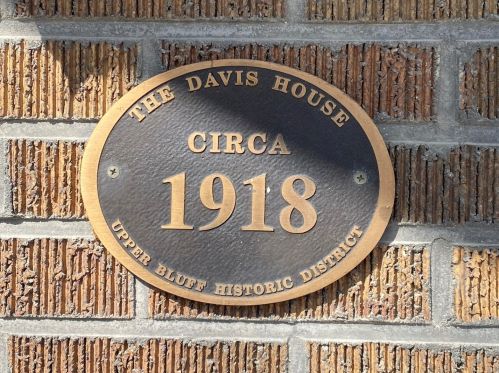 THE DAVIS HOUSE
CIRCA
1918
UPPER BLUFF HISTORIC DISTRICT